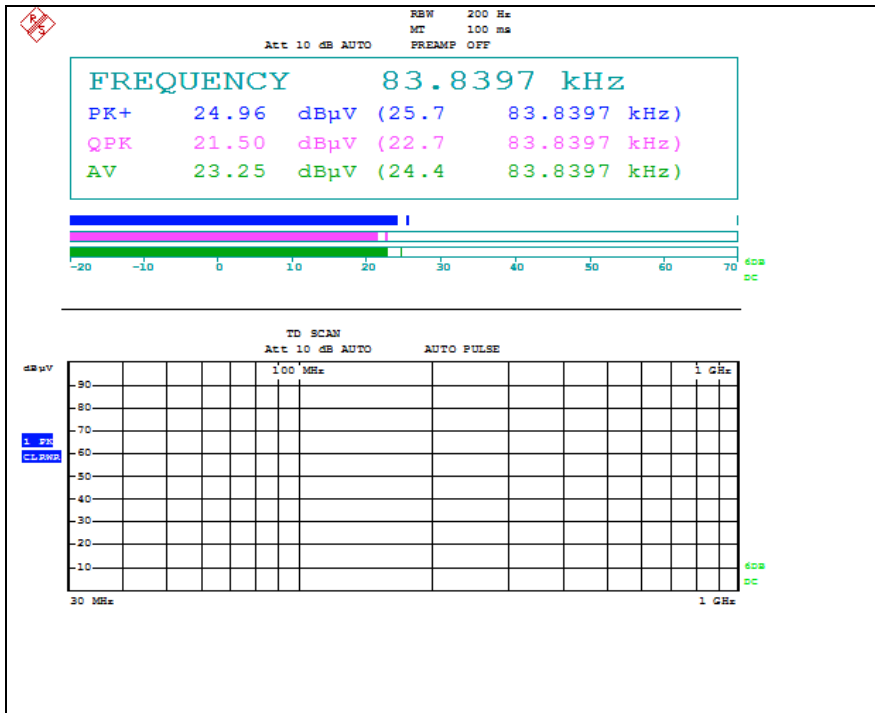 R S
RBW 200 Hz
MT 100 ms
Att 10 dB AUTO PREAMP OFF
FREQUENCY 83.8397 kHz
PK+ 24.96 dBµV (25.7 83.8397 kHz)
QPK 21.50 dBµV (22.7 83.8397 kHz)
AV 23.25 dBµV (24.4 83.8397 kHz)
-20 -10 0 10 20 30 40 50 60 70
6DB
DC
TD SCAN
Att 10 dB AUTO AUTO PULSE
dBµV
100 MHz 1 GHz
90
80
70
1 PK
CLRWR
60
50
40
30
20
10
6DB
DC
30 MHz 1 GHz